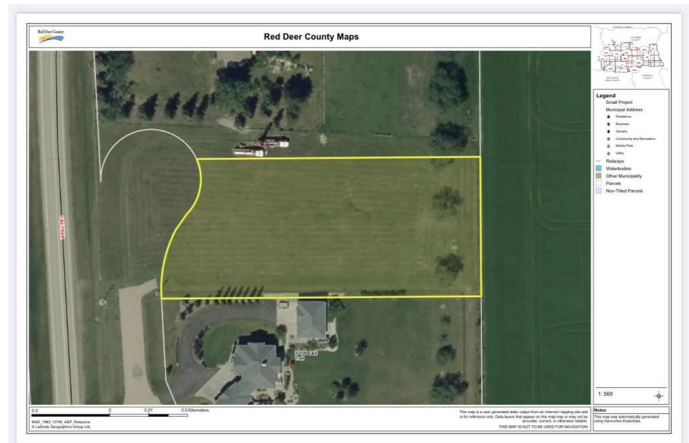 Red Deer County
Red Deer County Maps
Legend
Small Project
Municipal Address
Residence
Business
Industry
Community and Recreation
Mobile Park
Utility
Railways
Waterbodies
Other Municipality
Parcels
Non-Titled Parcels
1: 569
0.0
0
0.01
0.0 Kilometers
NAD_1983_10TM_AEP_Resource
© Latitude Geographics Group Ltd.
This map is a user generated static output from an Internet mapping site and
is for reference only. Data layers that appear on this map may or may not be
accurate, current, or otherwise reliable.
THIS MAP IS NOT TO BE USED FOR NAVIGATION
Notes
This map was automatically generated
using Geocortex Essentials.